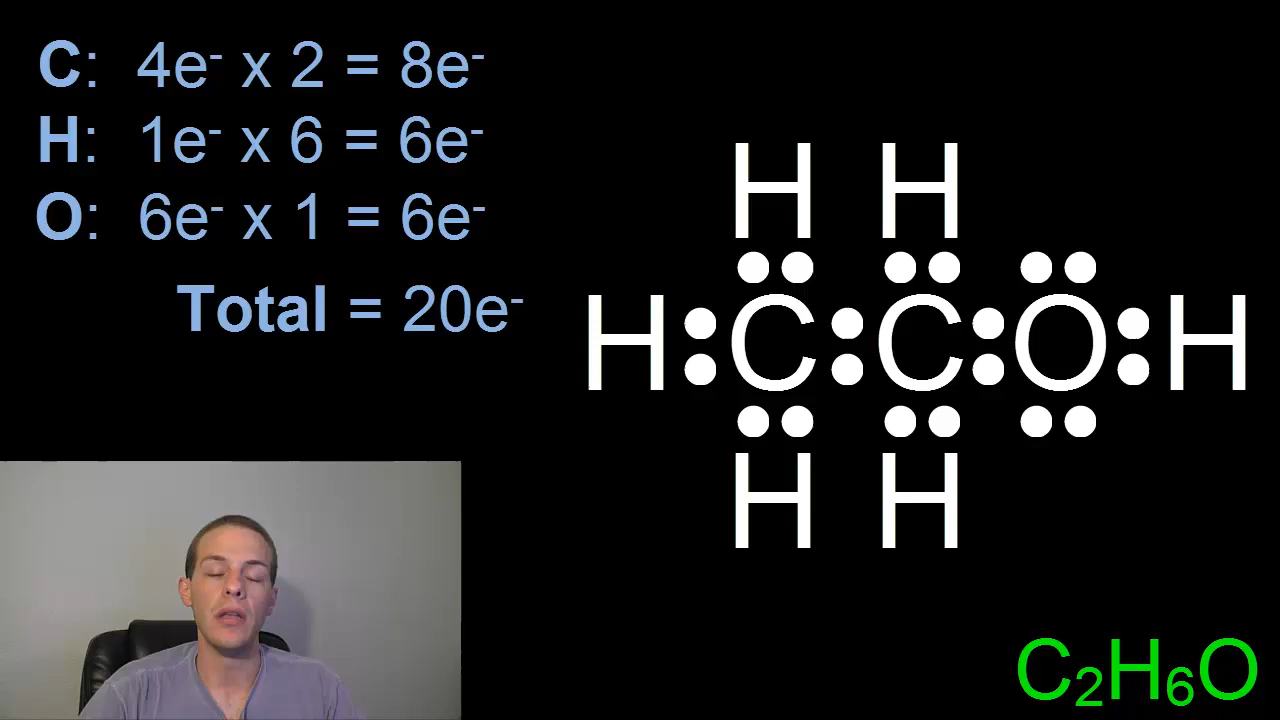 C: 4e⁻ x 2 = 8e⁻
H: 1e⁻ x 6 = 6e⁻
O: 6e⁻ x 1 = 6e⁻
Total = 20e⁻
H H
H:C:C:O:H
H H
C₂H₆O